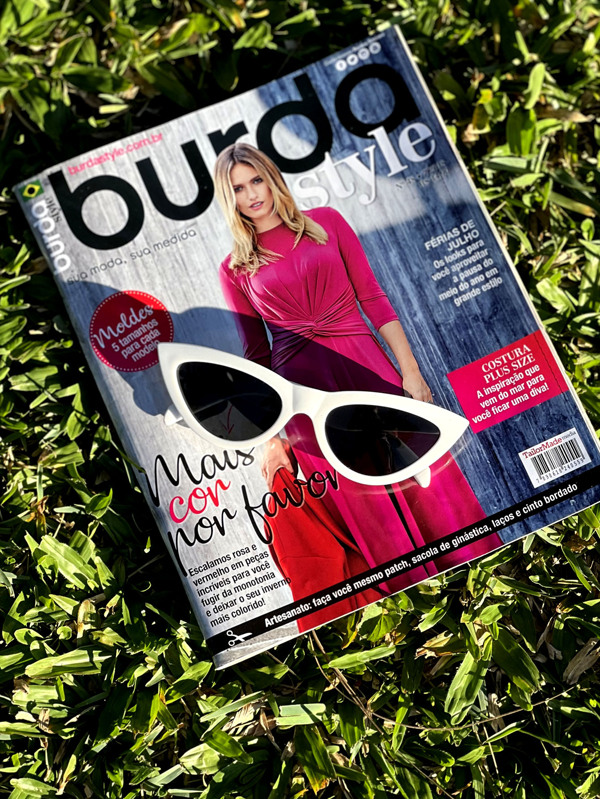 burdastyle.com.br
burda
style
burda
style
sua moda, sua medida
Moldes
5 tamanhos
para cada
modelo
FÉRIAS DE
JULHO
Os looks para
você aproveitar
a pausa do
meio do ano em
grande estilo
COSTURA
PLUS SIZE
A inspiração que
vem do mar para
você ficar uma diva!
TailorMade
Mais
cor
por favor
Escalamos rosa e
vermelho em peças
incríveis para você
fugir da monotonia
e deixar o seu inverno
mais colorido!
Artesanato: faça você mesmo patch, sacola de ginástica, laços e cinto bordado